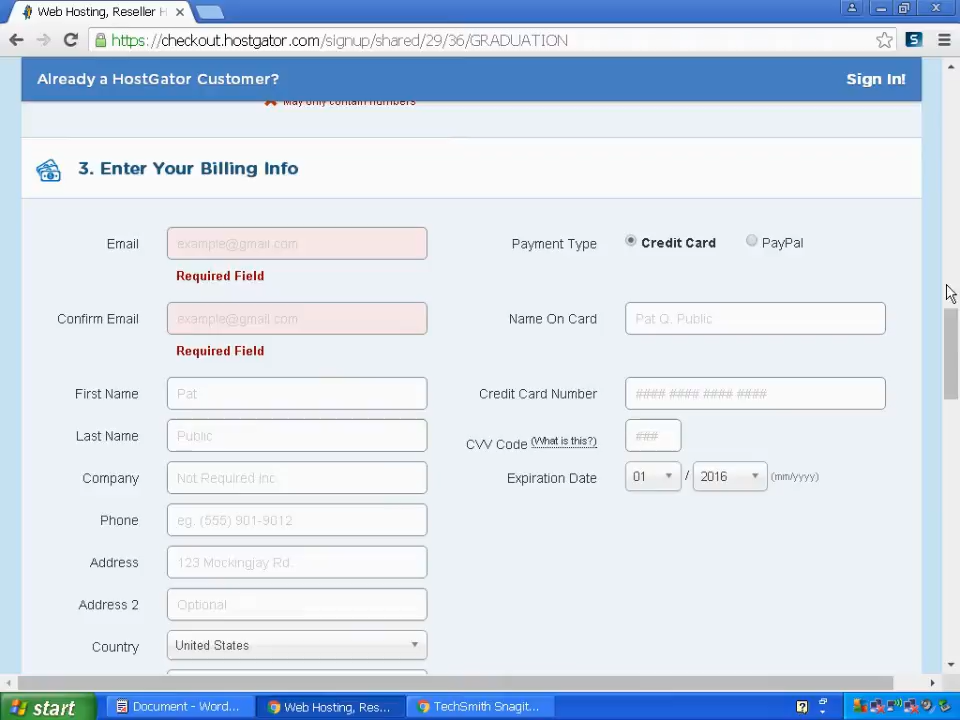 Web Hosting, Reseller H
https://checkout.hostgator.com/signup/shared/29/36/GRADUATION
S
Already a HostGator Customer?
Sign In!
May only contain numbers
3. Enter Your Billing Info
Email
example@gmail.com
Required Field
Payment Type
Credit Card
PayPal
Confirm Email
example@gmail.com
Required Field
Name On Card
Pat Q. Public
First Name
Pat
Credit Card Number
#### #### #### ####
Last Name
Public
CVV Code (What is this?)
###
Company
Not Required inc.
Expiration Date
01
/
2016
(mm/yyyy)
Phone
eg. (555) 901-9012
Address
123 Mockingjay Rd.
Address 2
Optional
Country
United States
start
Document - Word...
Web Hosting, Res...
TechSmith Snagit...
?